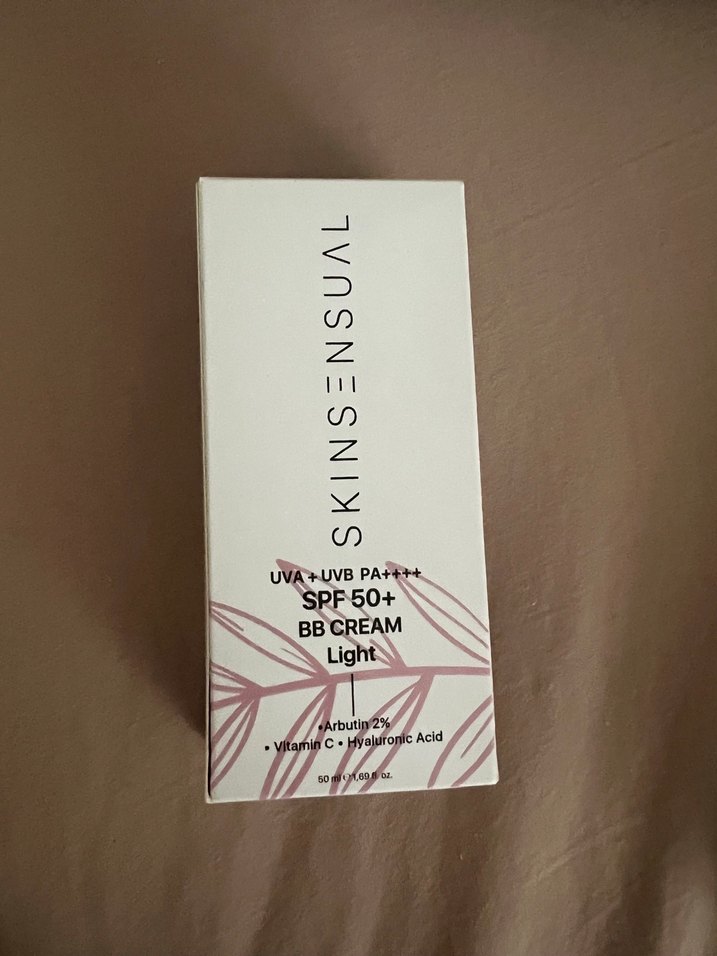 SKINSENSUAL
UVA + UVB PA++++
SPF 50+
BB CREAM
Light
•Arbutin 2%
• Vitamin C • Hyaluronic Acid
50 ml ℮ 1,69 fl. oz.